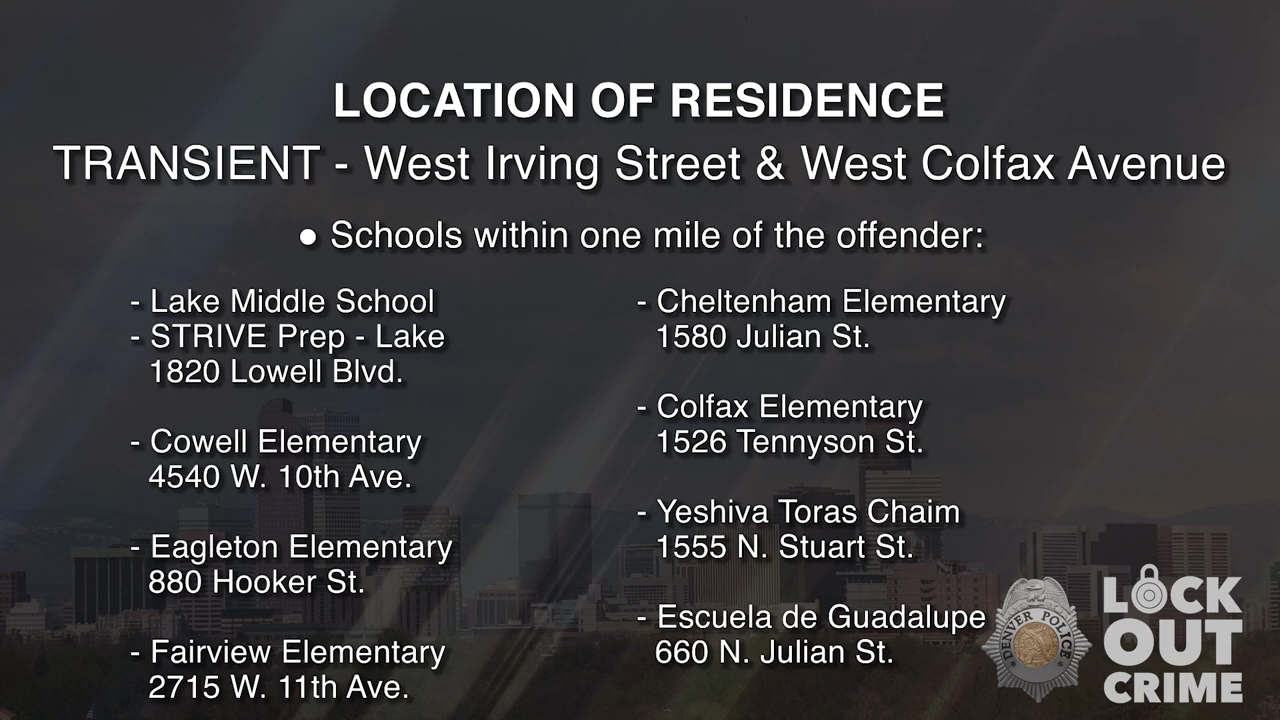 LOCATION OF RESIDENCE
TRANSIENT - West Irving Street & West Colfax Avenue
● Schools within one mile of the offender:
- Lake Middle School
- STRIVE Prep - Lake
1820 Lowell Blvd.
- Cowell Elementary
4540 W. 10th Ave.
- Eagleton Elementary
880 Hooker St.
- Fairview Elementary
2715 W. 11th Ave.
- Cheltenham Elementary
1580 Julian St.
- Colfax Elementary
1526 Tennyson St.
- Yeshiva Toras Chaim
1555 N. Stuart St.
- Escuela de Guadalupe
660 N. Julian St.
DENVER POLICE
LOCK
OUT
CRIME